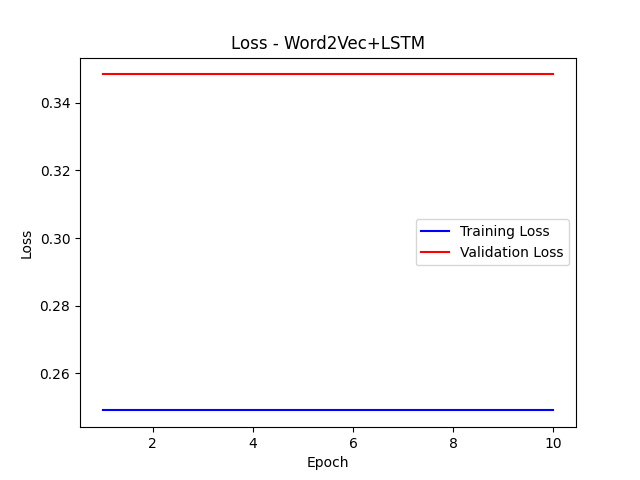 Loss - Word2Vec+LSTM
0.34
0.32
0.30
0.28
0.26
Loss
Training Loss
Validation Loss
2
4
6
8
10
Epoch